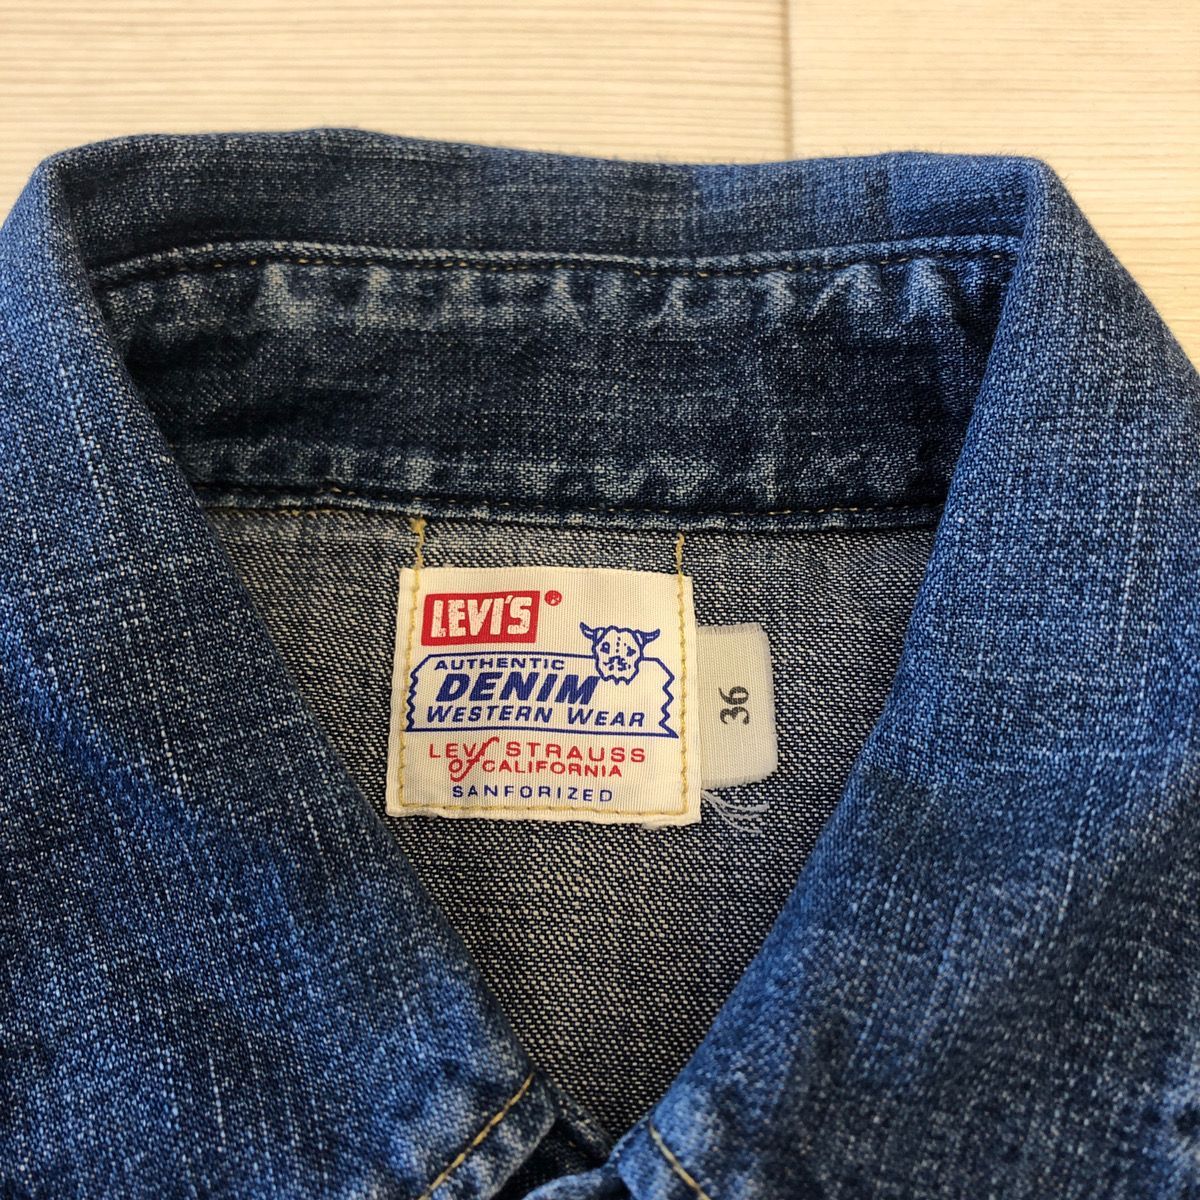 LEVI'S®
AUTHENTIC
DENIM
WESTERN WEAR
LEVI STRAUSS
OF CALIFORNIA
SANFORIZED
36